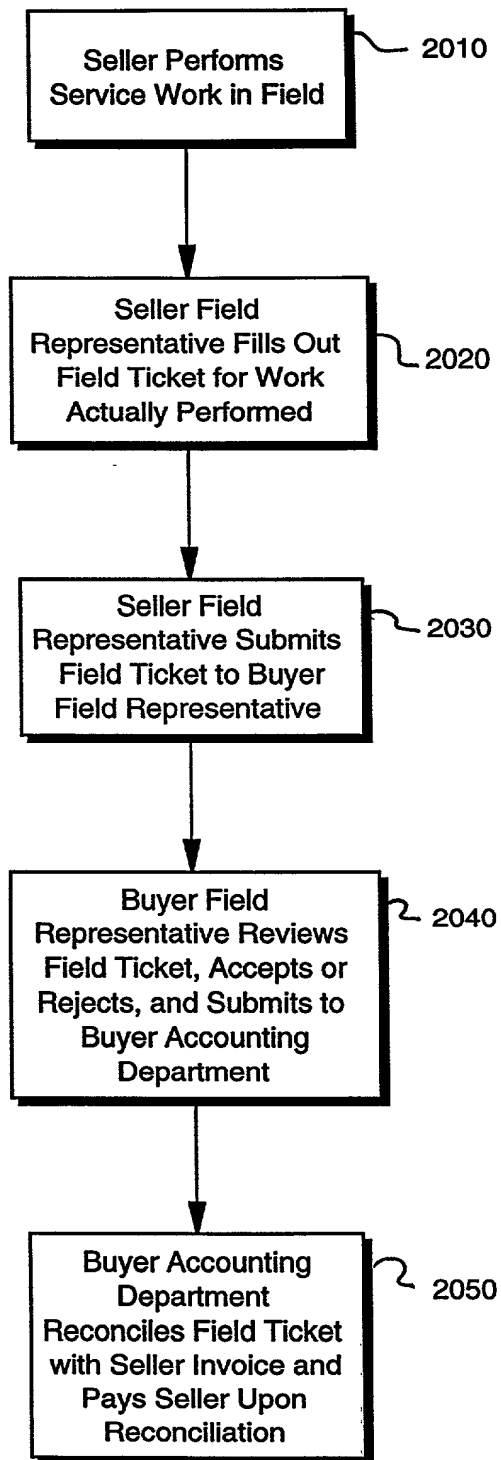 Seller Performs
Service Work in Field
2010
Seller Field
Representative Fills Out
Field Ticket for Work
Actually Performed
2020
Seller Field
Representative Submits
Field Ticket to Buyer
Field Representative
2030
Buyer Field
Representative Reviews
Field Ticket, Accepts or
Rejects, and Submits to
Buyer Accounting
Department
2040
Buyer Accounting
Department
Reconciles Field Ticket
with Seller Invoice and
Pays Seller Upon
Reconciliation
2050